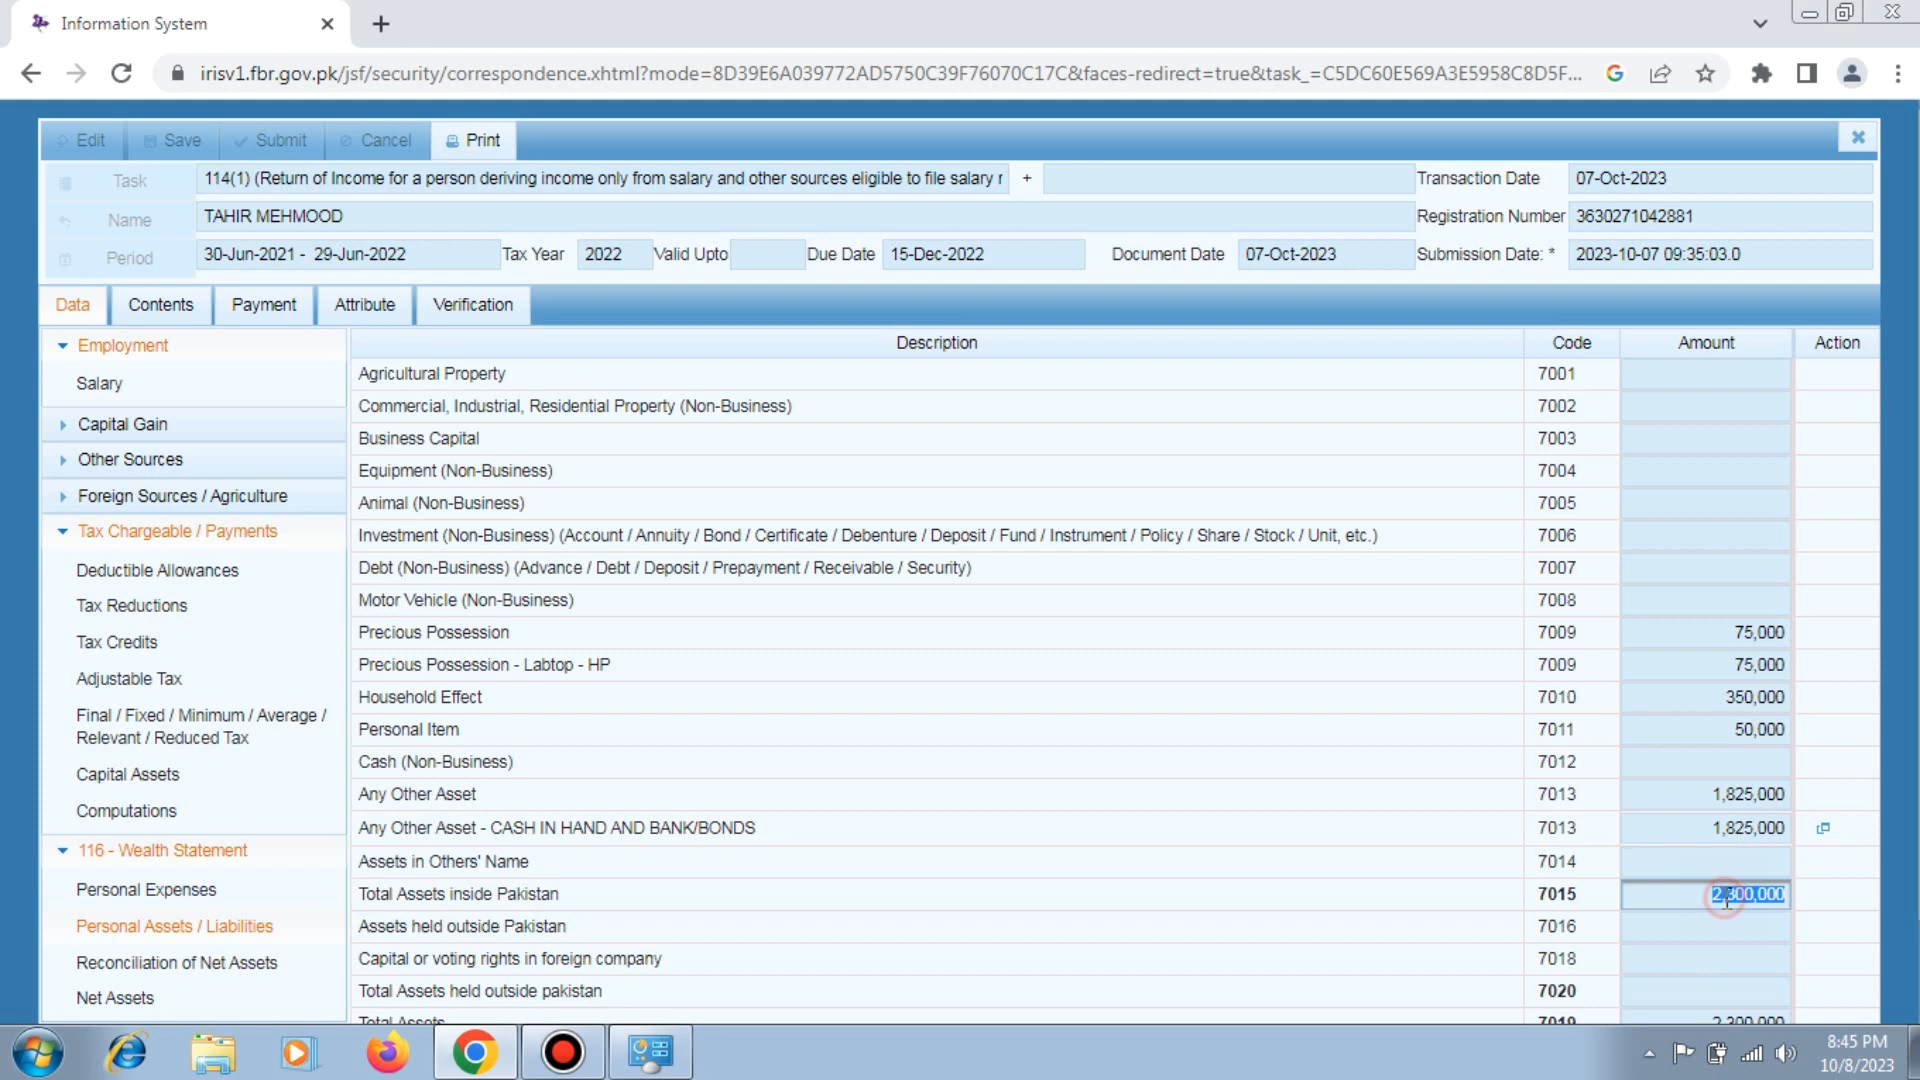 Information System
irisv1.fbr.gov.pk/jsf/security/correspondence.xhtml?mode=8D39E6A039772AD5750C39F76070C17C&faces-redirect=true&task_=C5DC60E569A3E5958C8D5F...
Edit Save Submit Cancel Print
Task 114(1) (Return of Income for a person deriving income only from salary and other sources eligible to file salary r + Transaction Date 07-Oct-2023
Name TAHIR MEHMOOD Registration Number 3630271042881
Period 30-Jun-2021 - 29-Jun-2022 Tax Year 2022 Valid Upto Due Date 15-Dec-2022 Document Date 07-Oct-2023 Submission Date: * 2023-10-07 09:35:03.0
Data Contents Payment Attribute Verification
Employment
Salary
Capital Gain
Other Sources
Foreign Sources / Agriculture
Tax Chargeable / Payments
Deductible Allowances
Tax Reductions
Tax Credits
Adjustable Tax
Final / Fixed / Minimum / Average /
Relevant / Reduced Tax
Capital Assets
Computations
116 - Wealth Statement
Personal Expenses
Personal Assets / Liabilities
Reconciliation of Net Assets
Net Assets
Description Code Amount Action
Agricultural Property 7001
Commercial, Industrial, Residential Property (Non-Business) 7002
Business Capital 7003
Equipment (Non-Business) 7004
Animal (Non-Business) 7005
Investment (Non-Business) (Account / Annuity / Bond / Certificate / Debenture / Deposit / Fund / Instrument / Policy / Share / Stock / Unit, etc.) 7006
Debt (Non-Business) (Advance / Debt / Deposit / Prepayment / Receivable / Security) 7007
Motor Vehicle (Non-Business) 7008
Precious Possession 7009 75,000
Precious Possession - Labtop - HP 7009 75,000
Household Effect 7010 350,000
Personal Item 7011 50,000
Cash (Non-Business) 7012
Any Other Asset 7013 1,825,000
Any Other Asset - CASH IN HAND AND BANK/BONDS 7013 1,825,000
Assets in Others' Name 7014
Total Assets inside Pakistan 7015 2,300,000
Assets held outside Pakistan 7016
Capital or voting rights in foreign company 7018
Total Assets held outside pakistan 7020
Total Assets 7019 2,300,000
8:45 PM
10/8/2023